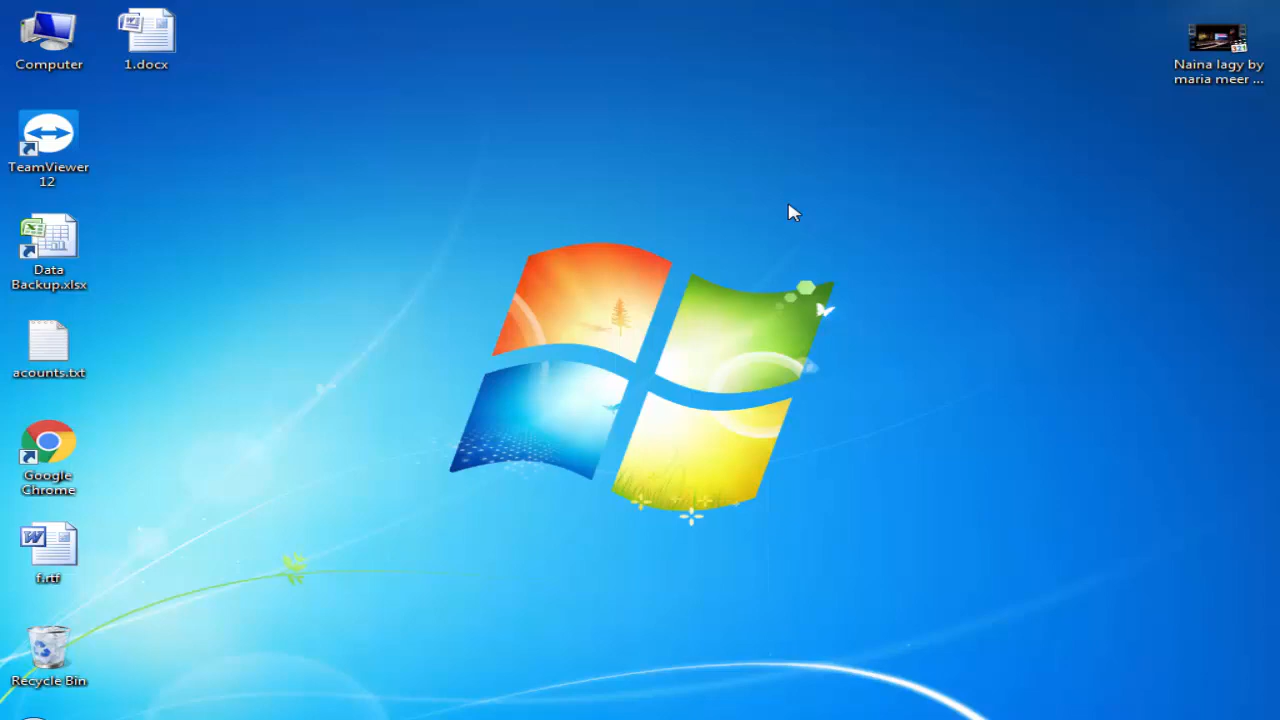 Computer
1.docx
Naina lagy by
maria meer ...
TeamViewer
12
Data
Backup.xlsx
acounts.txt
Google
Chrome
f.rtf
Recycle Bin